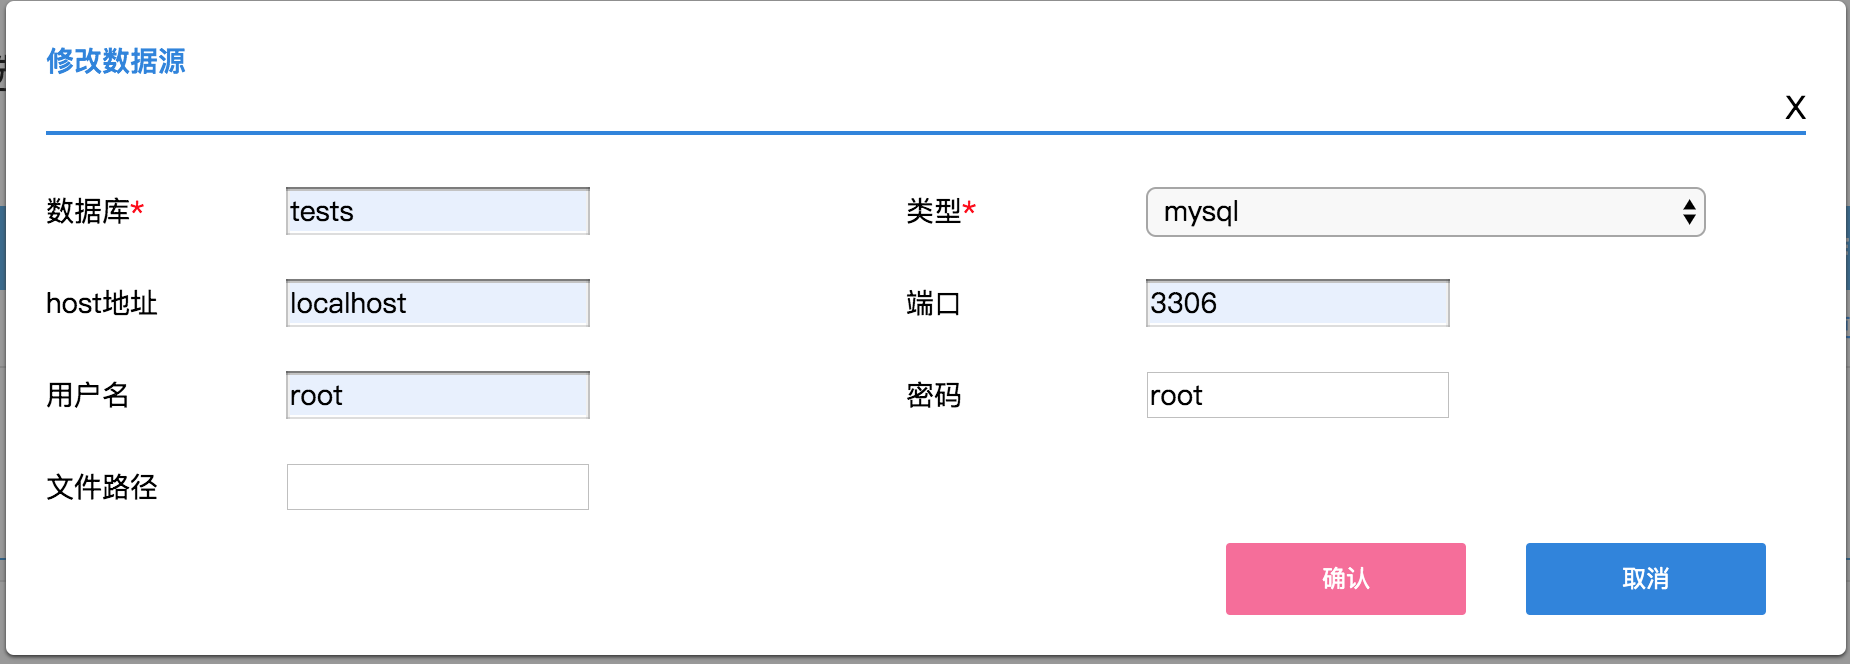 修改数据源
X
数据库* tests 类型* mysql
host地址 localhost 端口 3306
用户名 root 密码 root
文件路径
确认 取消